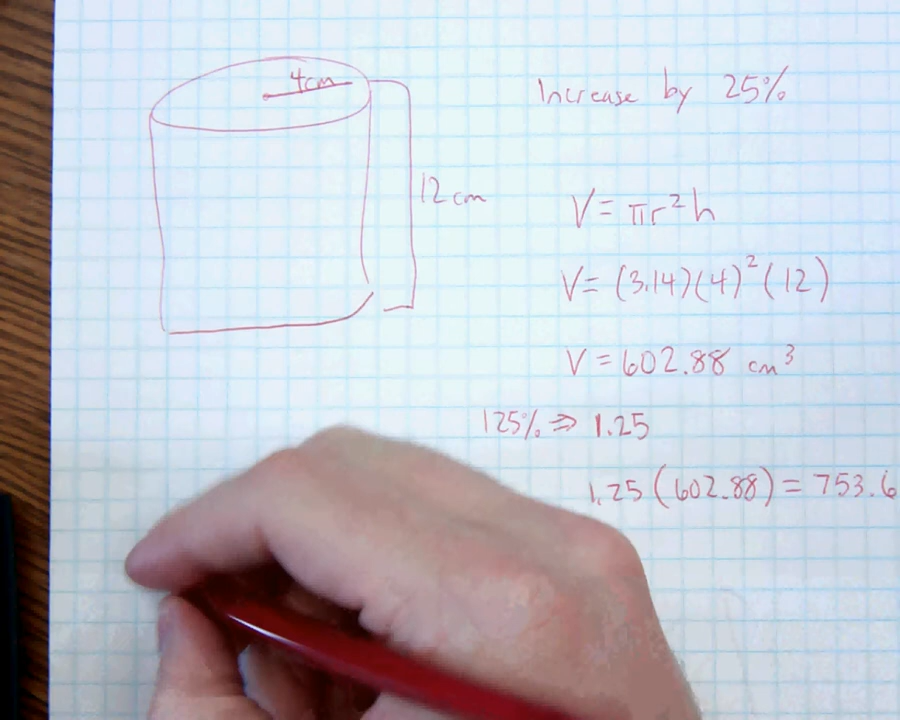 4cm
12 cm
Increase by 25%
V = πr²h
V = (3.14)(4)²(12)
V = 602.88 cm³
125% ⇒ 1.25
1.25 (602.88) = 753.6